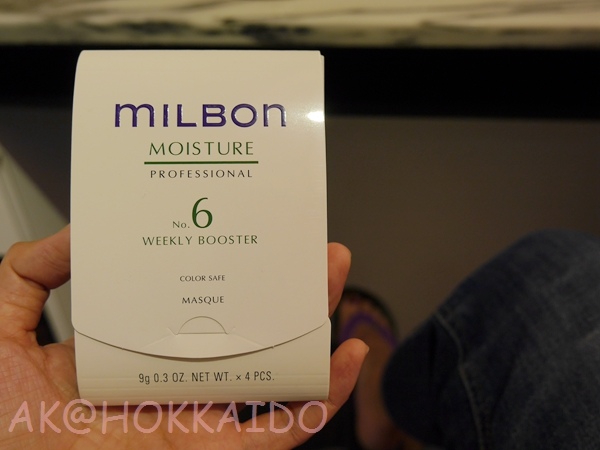 MILBON
MOISTURE
PROFESSIONAL
No. 6
WEEKLY BOOSTER
COLOR SAFE
MASQUE
9g 0.3 OZ. NET WT. × 4 PCS.
AK@HOKKAIDO